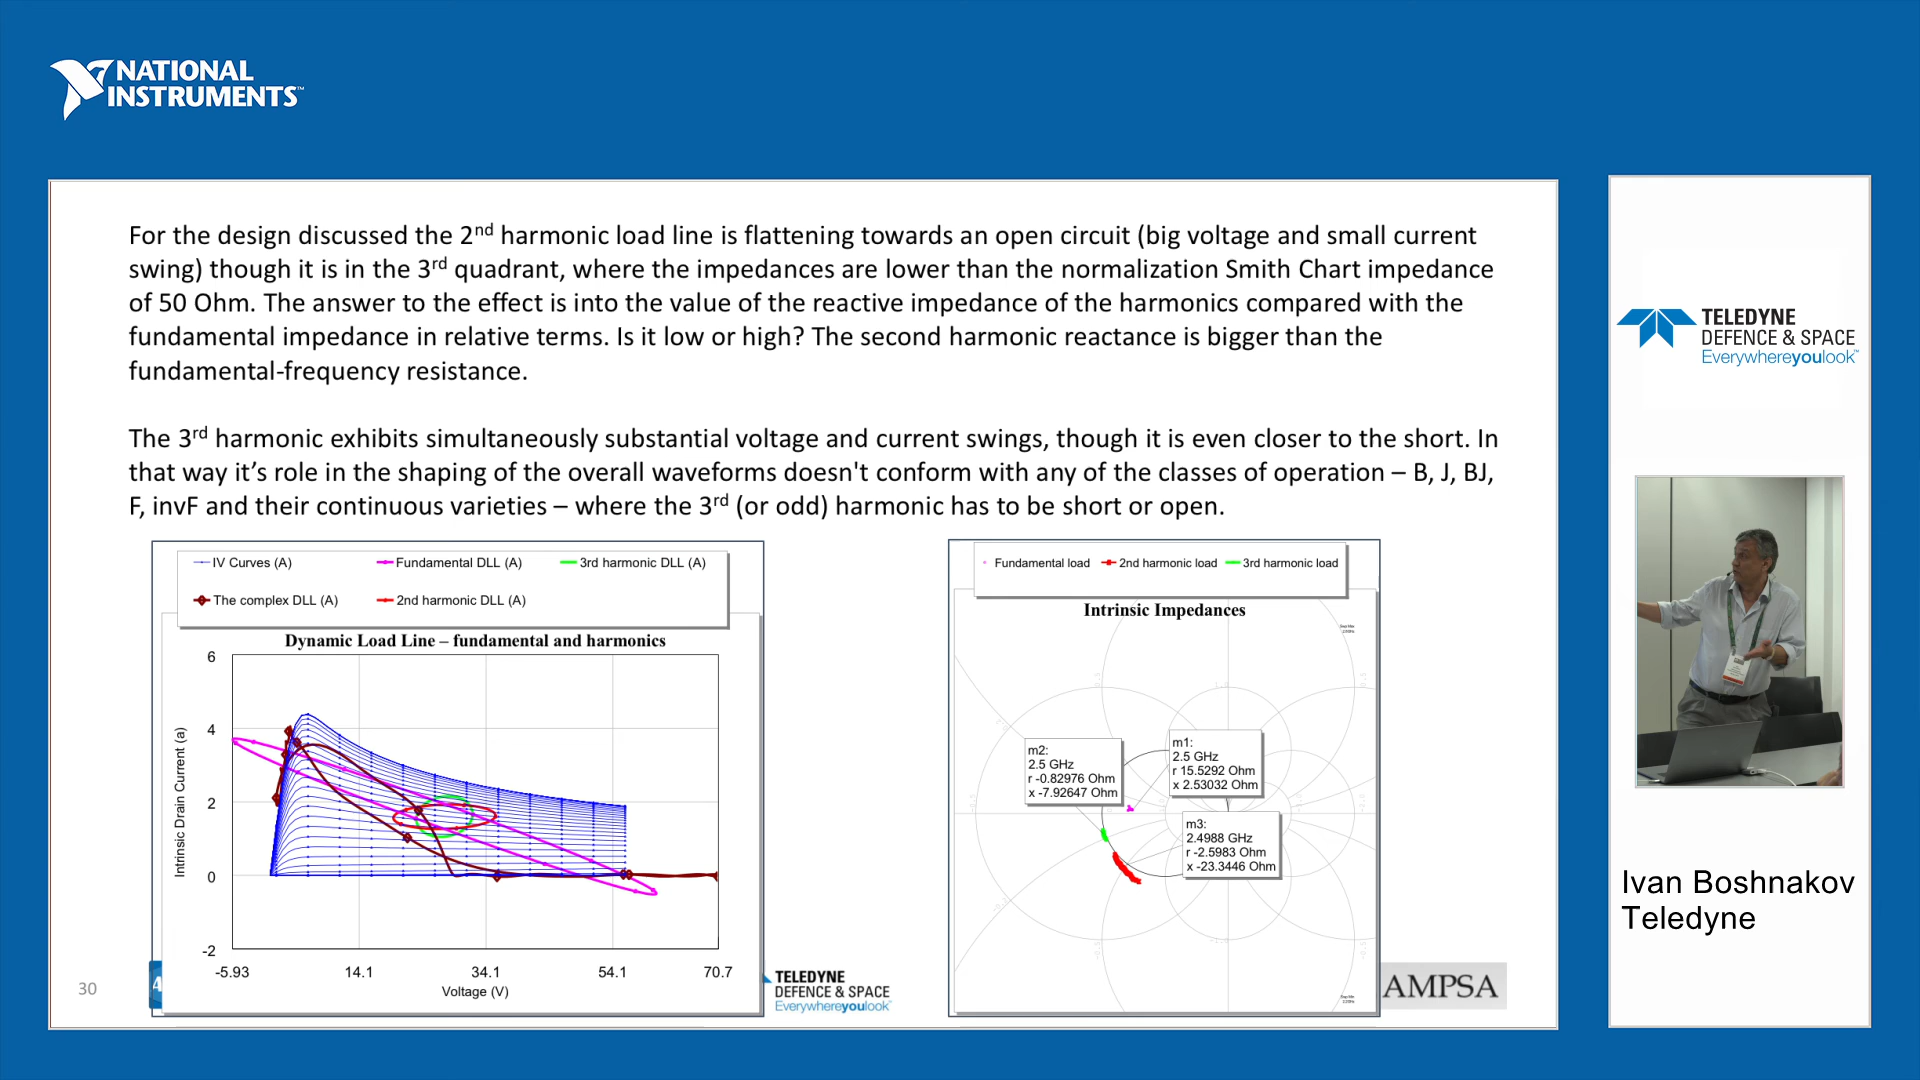 NATIONAL
INSTRUMENTS™
For the design discussed the 2nd harmonic load line is flattening towards an open circuit (big voltage and small current
swing) though it is in the 3rd quadrant, where the impedances are lower than the normalization Smith Chart impedance
of 50 Ohm. The answer to the effect is into the value of the reactive impedance of the harmonics compared with the
fundamental impedance in relative terms. Is it low or high? The second harmonic reactance is bigger than the
fundamental-frequency resistance.
The 3rd harmonic exhibits simultaneously substantial voltage and current swings, though it is even closer to the short. In
that way it’s role in the shaping of the overall waveforms doesn't conform with any of the classes of operation – B, J, BJ,
F, invF and their continuous varieties – where the 3rd (or odd) harmonic has to be short or open.
IV Curves (A) Fundamental DLL (A) 3rd harmonic DLL (A)
The complex DLL (A) 2nd harmonic DLL (A)
Dynamic Load Line – fundamental and harmonics
6
4
2
0
-2
Intrinsic Drain Current (a)
-5.93 14.1 34.1 54.1 70.7
Voltage (V)
Fundamental load 2nd harmonic load 3rd harmonic load
Intrinsic Impedances
m2:
2.5 GHz
r -0.82976 Ohm
x -7.92647 Ohm
m1:
2.5 GHz
r 15.5292 Ohm
x 2.53032 Ohm
m3:
2.4988 GHz
r -2.5983 Ohm
x -23.3446 Ohm
30
TELEDYNE
DEFENCE & SPACE
Everywhereyoulook
AMPSA
TELEDYNE
DEFENCE & SPACE
Everywhereyoulook™
Ivan Boshnakov
Teledyne